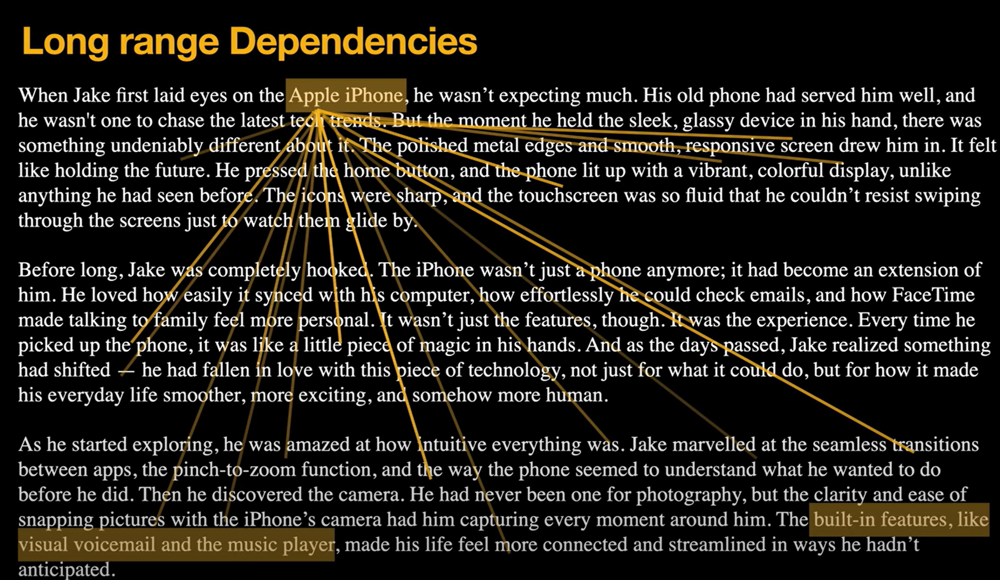 Long range Dependencies
When Jake first laid eyes on the Apple iPhone, he wasn’t expecting much. His old phone had served him well, and
he wasn't one to chase the latest tech trends. But the moment he held the sleek, glassy device in his hand, there was
something undeniably different about it. The polished metal edges and smooth, responsive screen drew him in. It felt
like holding the future. He pressed the home button, and the phone lit up with a vibrant, colorful display, unlike
anything he had seen before. The icons were sharp, and the touchscreen was so fluid that he couldn’t resist swiping
through the screens just to watch them glide by.
Before long, Jake was completely hooked. The iPhone wasn’t just a phone anymore; it had become an extension of
him. He loved how easily it synced with his computer, how effortlessly he could check emails, and how FaceTime
made talking to family feel more personal. It wasn’t just the features, though. It was the experience. Every time he
picked up the phone, it was like a little piece of magic in his hands. And as the days passed, Jake realized something
had shifted — he had fallen in love with this piece of technology, not just for what it could do, but for how it made
his everyday life smoother, more exciting, and somehow more human.
As he started exploring, he was amazed at how intuitive everything was. Jake marvelled at the seamless transitions
between apps, the pinch-to-zoom function, and the way the phone seemed to understand what he wanted to do
before he did. Then he discovered the camera. He had never been one for photography, but the clarity and ease of
snapping pictures with the iPhone’s camera had him capturing every moment around him. The built-in features, like
visual voicemail and the music player, made his life feel more connected and streamlined in ways he hadn’t
anticipated.